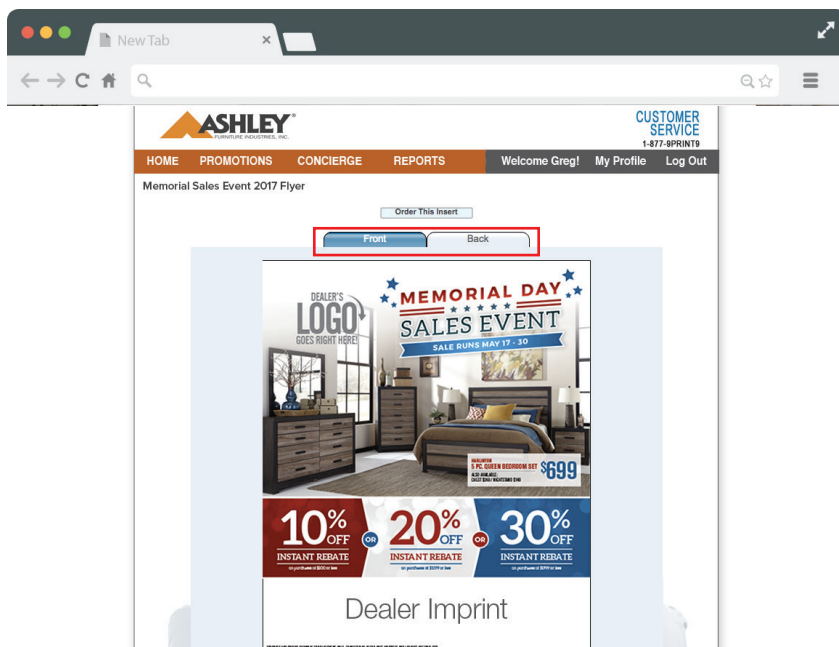 New Tab
ASHLEY®
FURNITURE INDUSTRIES, INC.
CUSTOMER
SERVICE
1-877-9PRINT9
HOME PROMOTIONS CONCIERGE REPORTS Welcome Greg! My Profile Log Out
Memorial Sales Event 2017 Flyer
Order This Insert
Front Back
DEALER'S
LOGO
GOES RIGHT HERE!
MEMORIAL DAY
SALES EVENT
SALE RUNS MAY 17 - 30
HARLINTON
5 PC. QUEEN BEDROOM SET $699
ALSO AVAILABLE:
10% OFF OR 20% OFF OR 30% OFF
INSTANT REBATE INSTANT REBATE INSTANT REBATE
Dealer Imprint